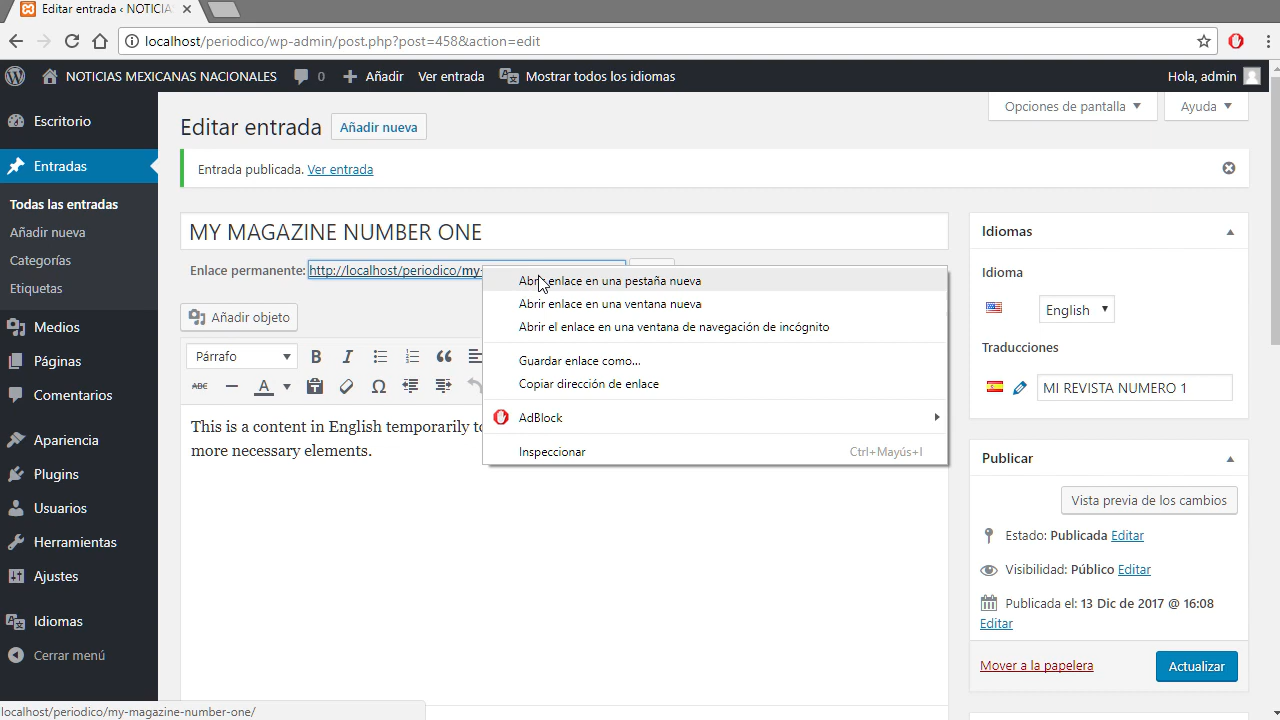 Editar entrada ‹ NOTICIA
localhost/periodico/wp-admin/post.php?post=458&action=edit
NOTICIAS MEXICANAS NACIONALES 0 Añadir Ver entrada Mostrar todos los idiomas Hola, admin
Opciones de pantalla Ayuda
Escritorio
Entradas
Todas las entradas
Añadir nueva
Categorías
Etiquetas
Medios
Páginas
Comentarios
Apariencia
Plugins
Usuarios
Herramientas
Ajustes
Idiomas
Cerrar menú
Editar entrada Añadir nueva
Entrada publicada. Ver entrada
MY MAGAZINE NUMBER ONE
Enlace permanente: http://localhost/periodico/my-
Añadir objeto
Párrafo B I
ABC A Ω
This is a content in English temporarily to
more necessary elements.
Abrir enlace en una pestaña nueva
Abrir enlace en una ventana nueva
Abrir el enlace en una ventana de navegación de incógnito
Guardar enlace como...
Copiar dirección de enlace
AdBlock
Inspeccionar Ctrl+Mayús+I
Idiomas
Idioma
English
Traducciones
MI REVISTA NUMERO 1
Publicar
Vista previa de los cambios
Estado: Publicada Editar
Visibilidad: Público Editar
Publicada el: 13 Dic de 2017 @ 16:08
Editar
Mover a la papelera Actualizar
localhost/periodico/my-magazine-number-one/